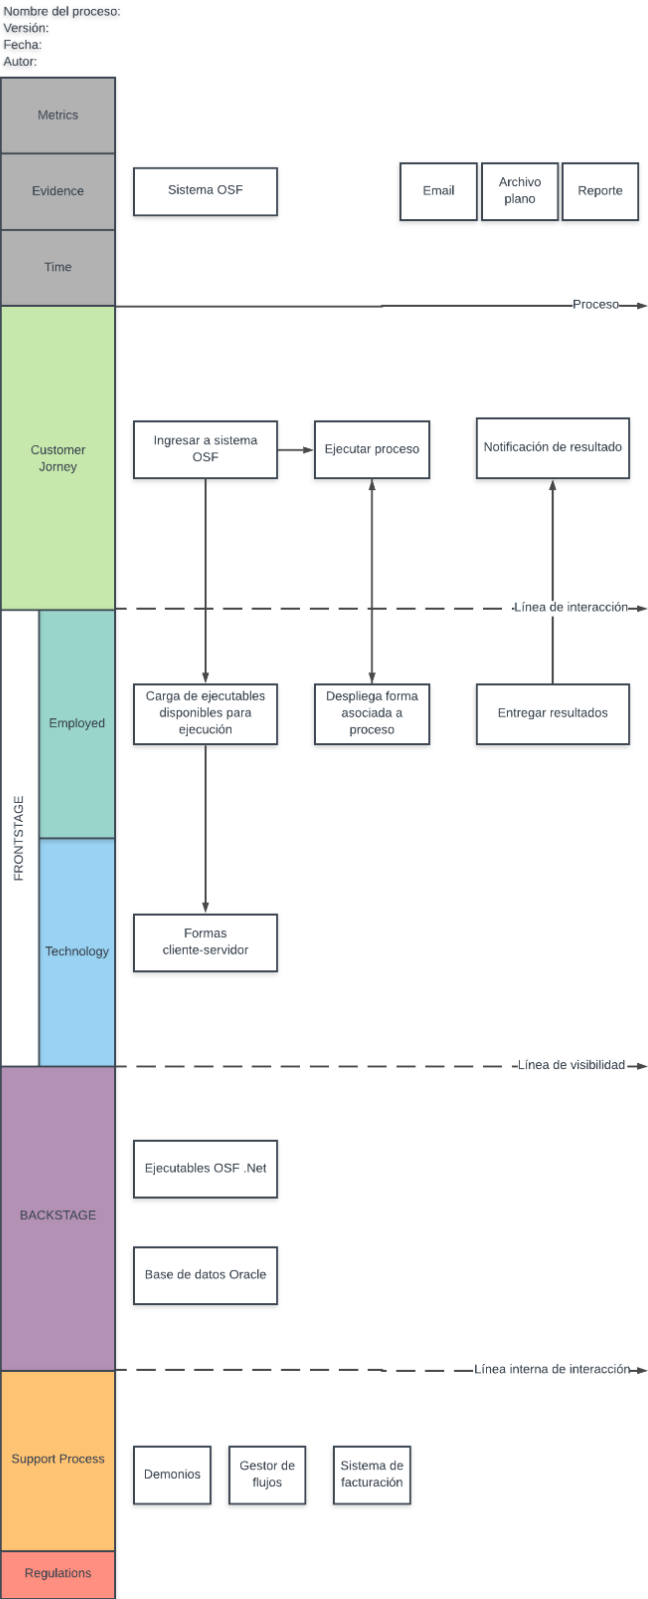 Nombre del proceso:
Versión:
Fecha:
Autor:
Metrics
Evidence
Sistema OSF
Email
Archivo
plano
Reporte
Time
Proceso
Customer
Jorney
Ingresar a sistema
OSF
Ejecutar proceso
Notificación de resultado
Línea de interacción
FRONTSTAGE
Employed
Carga de ejecutables
disponibles para
ejecución
Despliega forma
asociada a
proceso
Entregar resultados
Technology
Formas
cliente-servidor
Línea de visibilidad
BACKSTAGE
Ejecutables OSF .Net
Base de datos Oracle
Línea interna de interacción
Support Process
Demonios
Gestor de
flujos
Sistema de
facturación
Regulations